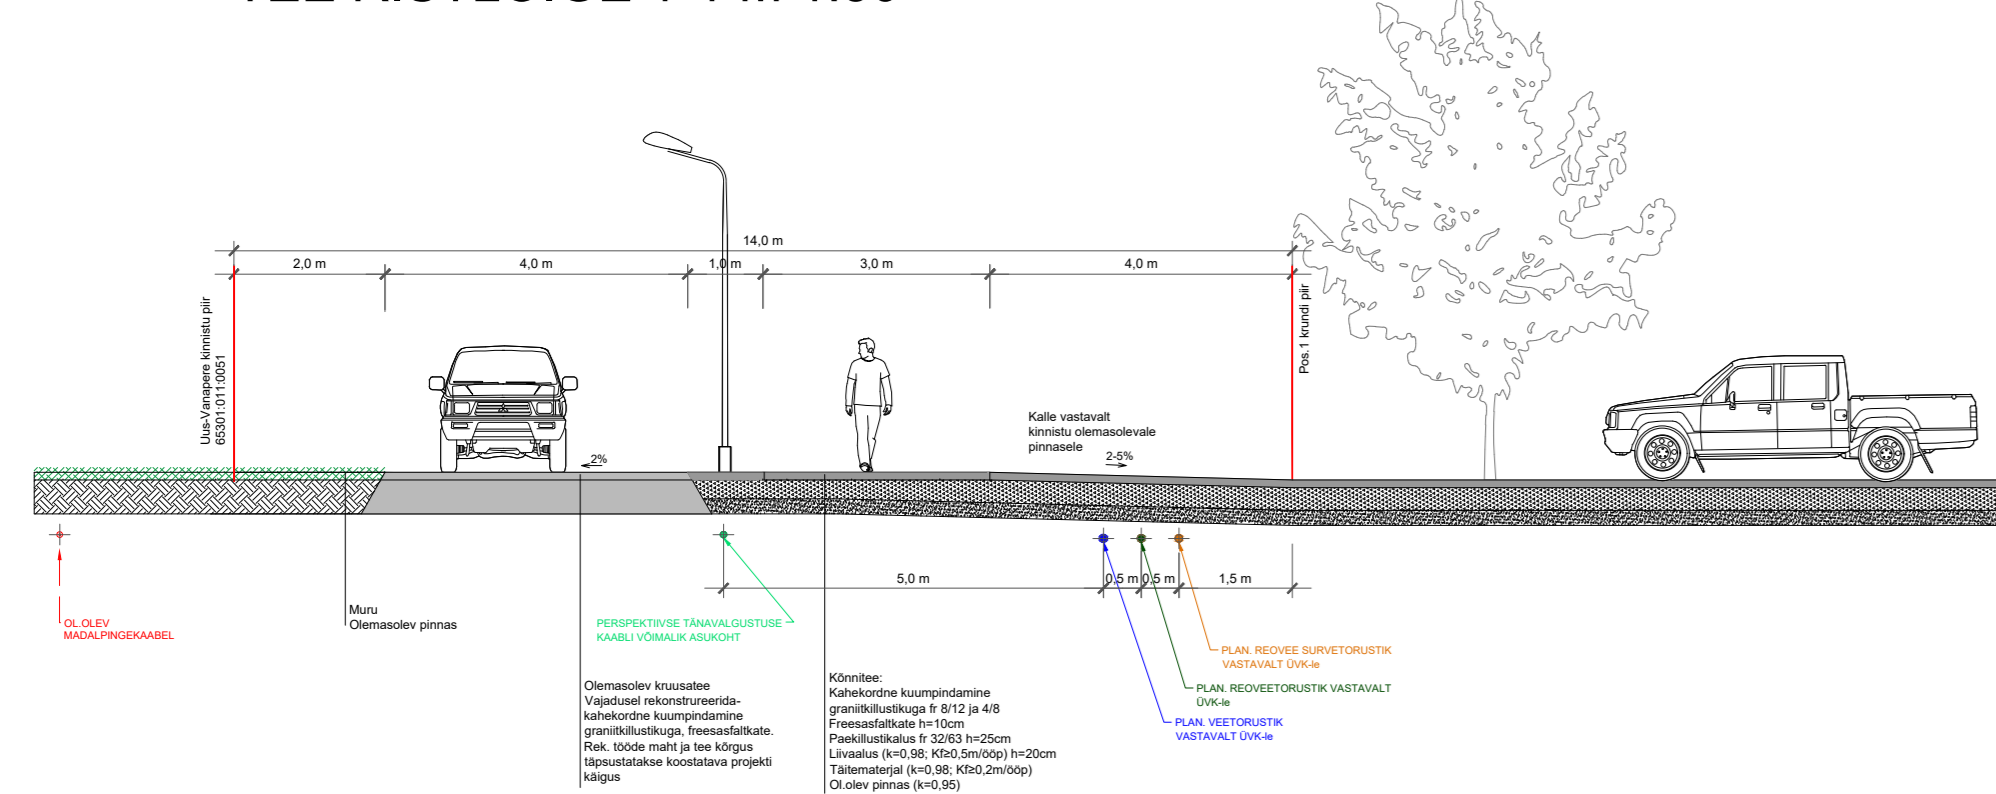 14,0 m
2,0 m
4,0 m
1,0 m
3,0 m
4,0 m
Uus-Vanapere kinnistu piir
65301:011:0051
Pos.1 krundi piir
Kalle vastavalt
kinnistu olemasolevale
pinnasele
2%
2-5%
5,0 m
0,5 m
0,5 m
1,5 m
OL.OLEV
MADALPINGEKAABEL
Muru
Olemasolev pinnas
PERSPEKTIIVSE TÄNAVALGUSTUSE
KAABLI VÕIMALIK ASUKOHT
PLAN. REOVEE SURVETORUSTIK
VASTAVALT ÜVK-le
PLAN. REOVEETORUSTIK VASTAVALT
ÜVK-le
PLAN. VEETORUSTIK
VASTAVALT ÜVK-le
Olemasolev kruusatee
Vajadusel rekonstrureerida-
kahekordne kuumpindamine
graniitkillustikuga, freesasfaltkate.
Rek. tööde maht ja tee kõrgus
täpsustatakse koostatava projekti
käigus
Kõnnitee:
Kahekordne kuumpindamine
graniitkillustikuga fr 8/12 ja 4/8
Freesasfaltkate h=10cm
Paekillustikalus fr 32/63 h=25cm
Liivaalus (k=0,98; Kf≥0,5m/ööp) h=20cm
Täitematerjal (k=0,98; Kf≥0,2m/ööp)
Ol.olev pinnas (k=0,95)